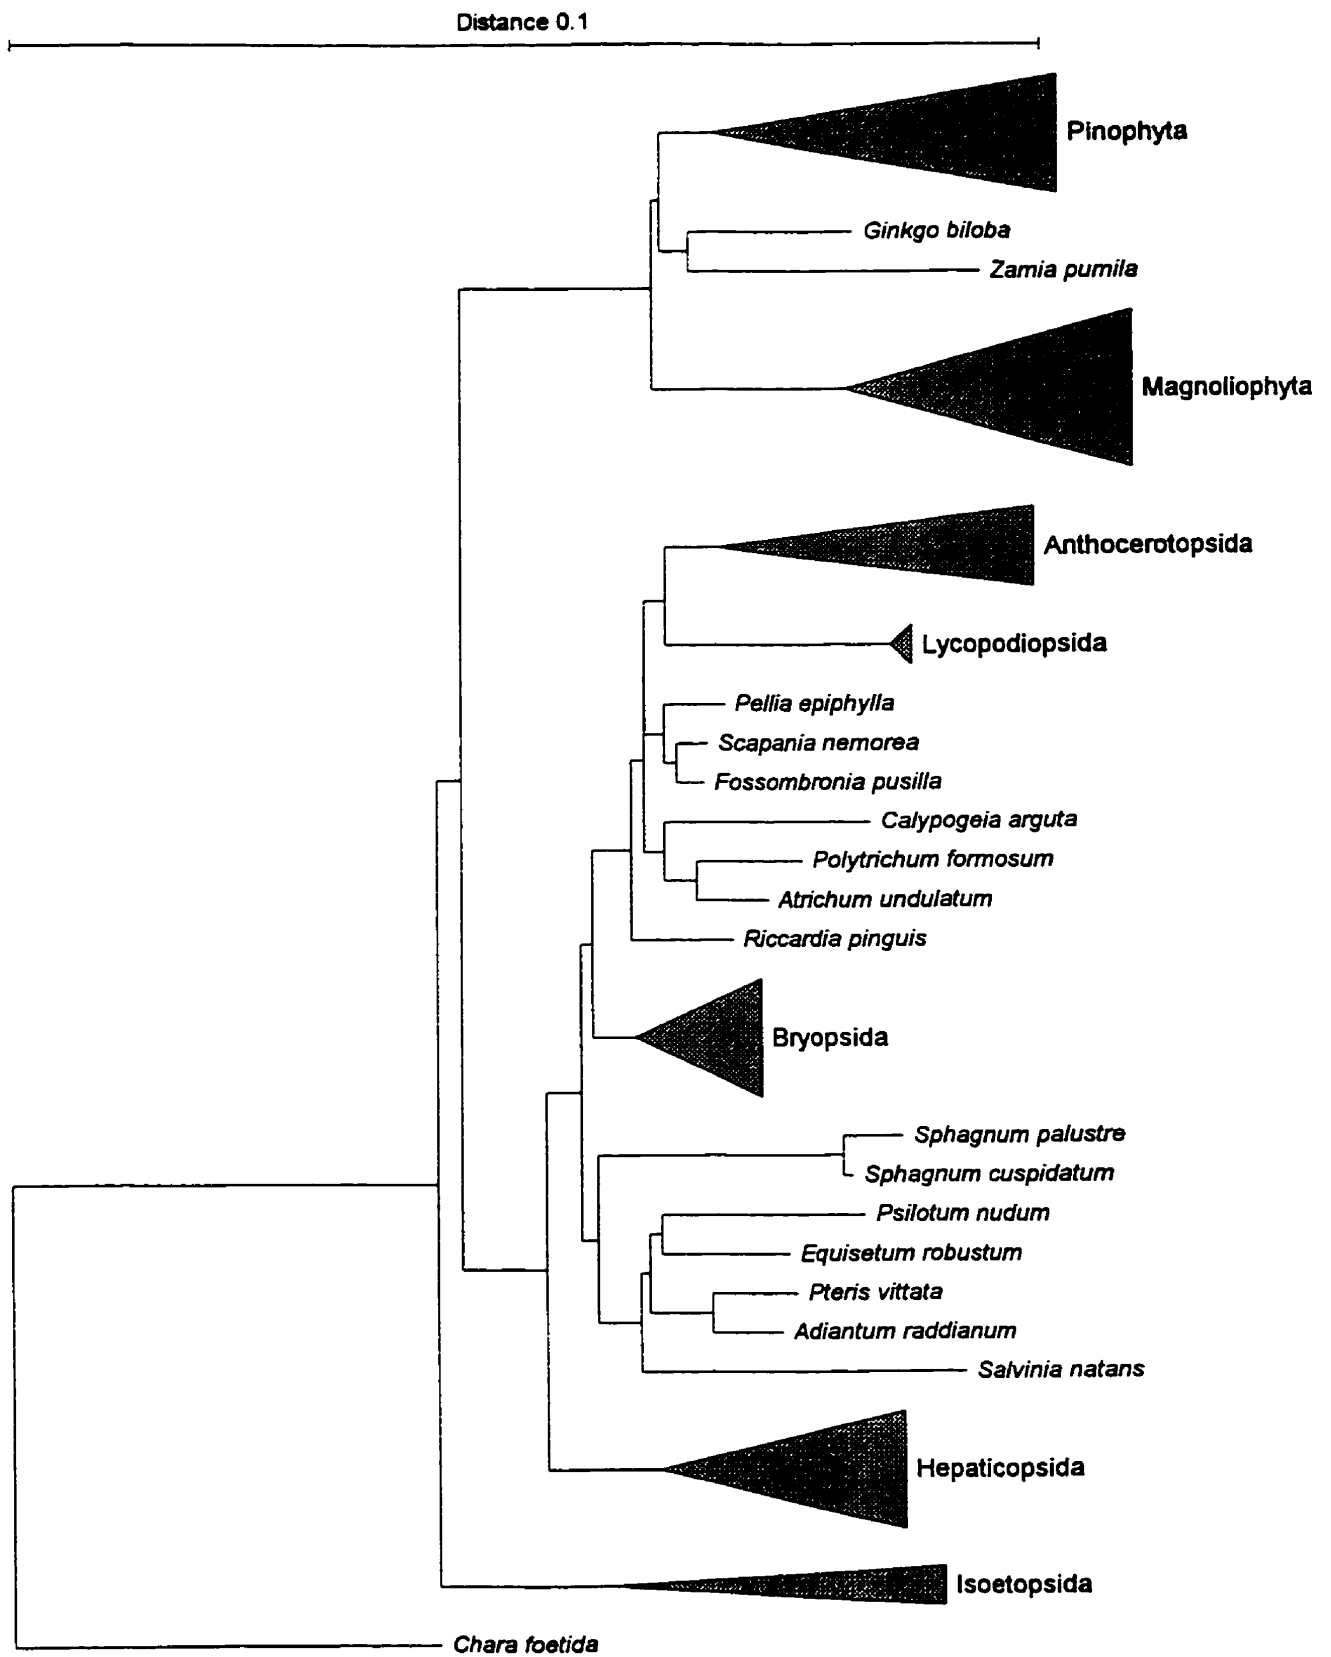 Distance 0.1
Pinophyta
Ginkgo biloba
Zamia pumila
Magnoliophyta
Anthocerotopsida
Lycopodiopsida
Pellia epiphylla
Scapania nemorea
Fossombronia pusilla
Calypogeia arguta
Polytrichum formosum
Atrichum undulatum
Riccardia pinguis
Bryopsida
Sphagnum palustre
Sphagnum cuspidatum
Psilotum nudum
Equisetum robustum
Pteris vittata
Adiantum raddianum
Salvinia natans
Hepaticopsida
Isoetopsida
Chara foetida